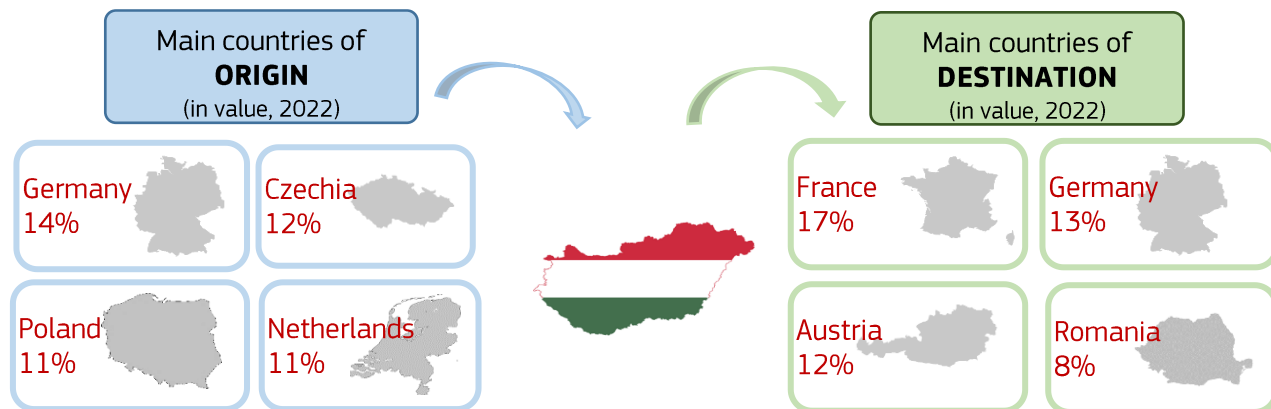 Main countries of
ORIGIN
(in value, 2022)
Main countries of
DESTINATION
(in value, 2022)
Germany
14%
Czechia
12%
Poland
11%
Netherlands
11%
France
17%
Germany
13%
Austria
12%
Romania
8%